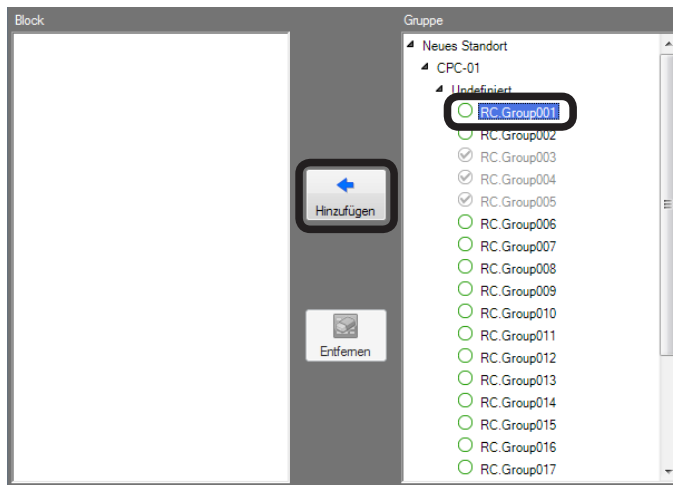 Block
Gruppe
Neues Standort
CPC-01
Undefiniert
RC.Group001
RC.Group002
RC.Group003
RC.Group004
RC.Group005
RC.Group006
RC.Group007
RC.Group008
RC.Group009
RC.Group010
RC.Group011
RC.Group012
RC.Group013
RC.Group014
RC.Group015
RC.Group016
RC.Group017
Hinzufügen
Entfernen